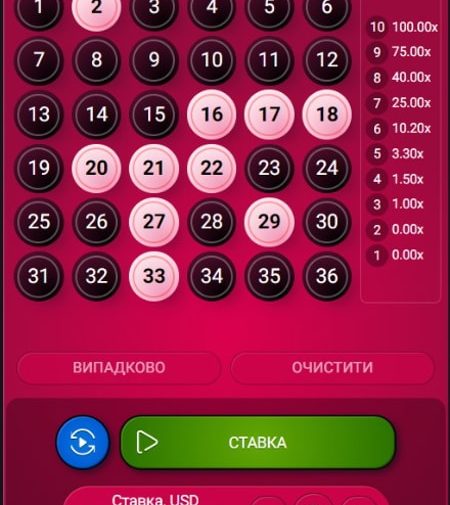 1 2 3 4 5 6
10 100.00x
7 8 9 10 11 12
9 75.00x
8 40.00x
13 14 15 16 17 18
7 25.00x
6 10.20x
19 20 21 22 23 24
5 3.30x
4 1.50x
25 26 27 28 29 30
3 1.00x
2 0.00x
1 0.00x
31 32 33 34 35 36
ВИПАДКОВО ОЧИСТИТИ
СТАВКА
Ставка, USD